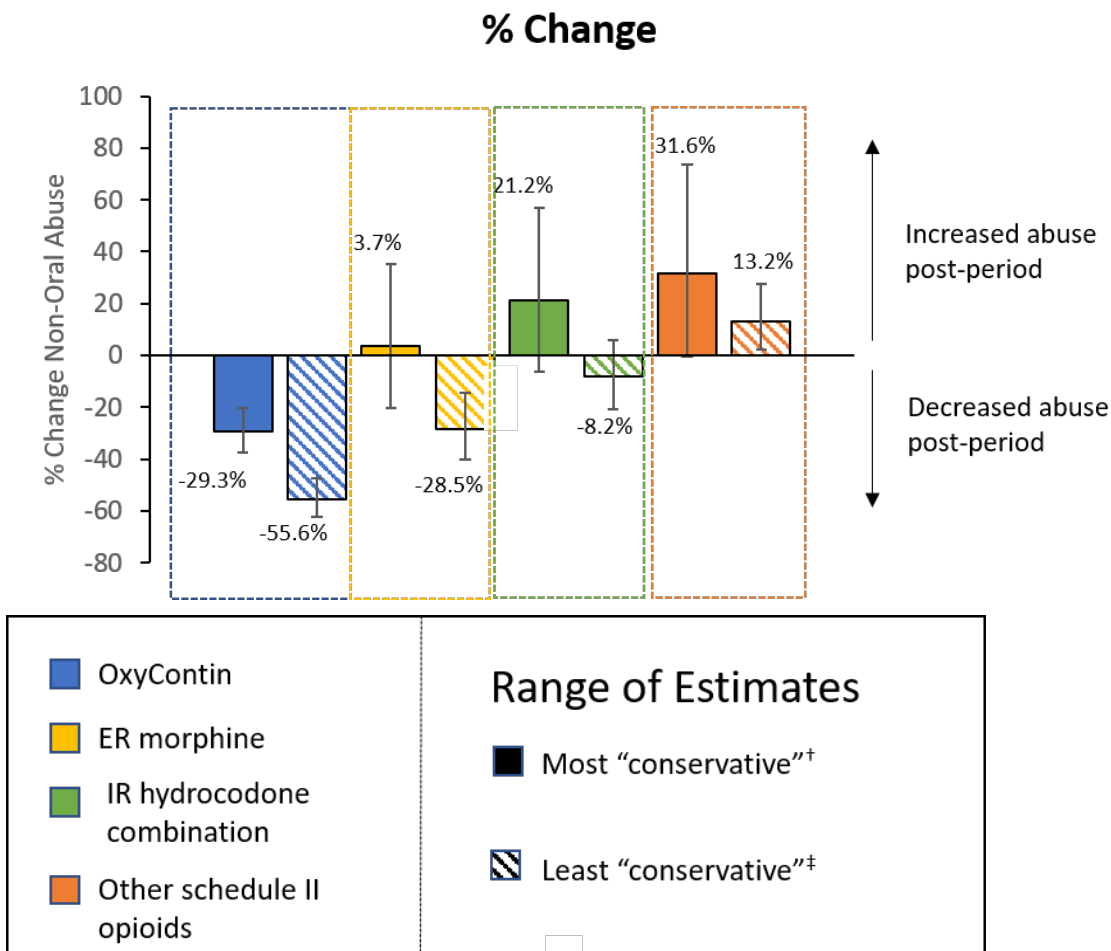 % Change
% Change Non-Oral Abuse
100
80
60
40
20
0
-20
-40
-60
-80
-29.3%
-55.6%
3.7%
-28.5%
21.2%
-8.2%
31.6%
13.2%
Increased abuse
post-period
Decreased abuse
post-period
OxyContin
ER morphine
IR hydrocodone
combination
Other schedule II
opioids
Range of Estimates
Most “conservative”†
Least “conservative”‡